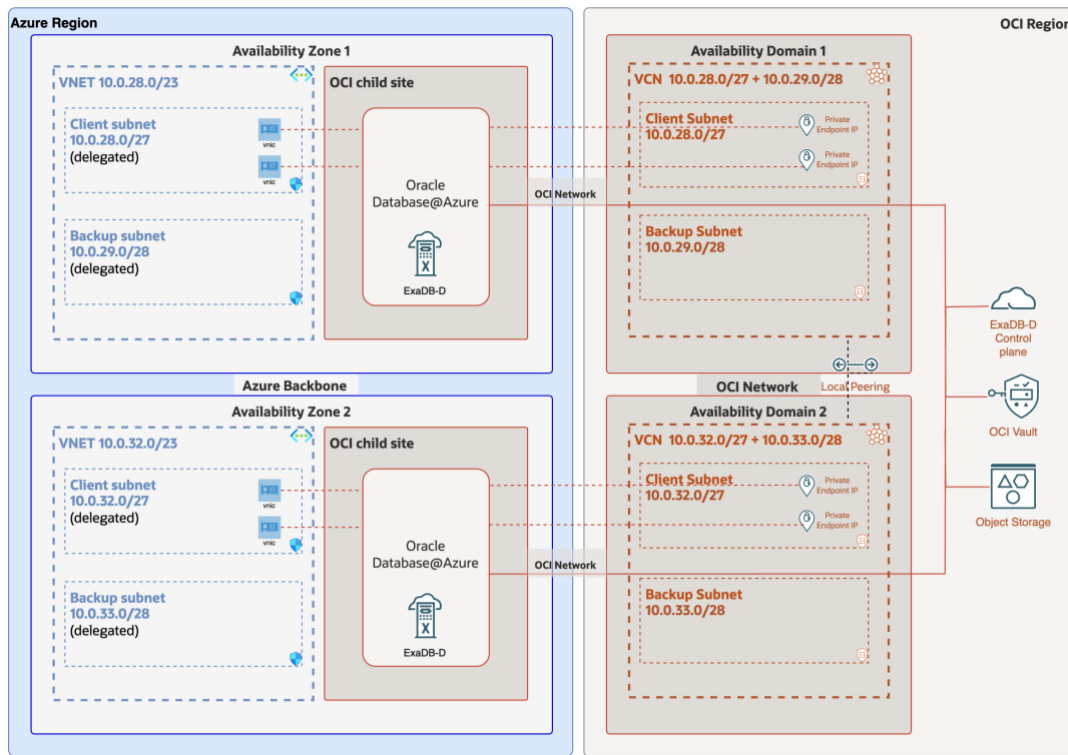 Azure Region
OCI Region
Availability Zone 1
VNET 10.0.28.0/23
Client subnet
10.0.28.0/27
(delegated)
vnic
vnic
Backup subnet
10.0.29.0/28
(delegated)
OCI child site
Oracle
Database@Azure
X
ExaDB-D
OCI Network
Availability Domain 1
VCN 10.0.28.0/27 + 10.0.29.0/28
Client Subnet
10.0.28.0/27
Private
Endpoint IP
Private
Endpoint IP
Backup Subnet
10.0.29.0/28
ExaDB-D
Control
plane
OCI Vault
Object Storage
Azure Backbone
OCI Network
Local Peering
Availability Zone 2
VNET 10.0.32.0/23
Client subnet
10.0.32.0/27
(delegated)
vnic
vnic
Backup subnet
10.0.33.0/28
(delegated)
OCI child site
Oracle
Database@Azure
X
ExaDB-D
OCI Network
Availability Domain 2
VCN 10.0.32.0/27 + 10.0.33.0/28
Client Subnet
10.0.32.0/27
Private
Endpoint IP
Private
Endpoint IP
Backup Subnet
10.0.33.0/28